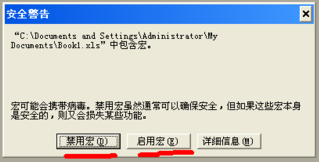 安全警告
“C:\Documents and Settings\Administrator\My
Documents\Book1.xls”中包含宏。
宏可能会携带病毒。禁用宏虽然通常可以确保安全，但如果这些宏本身
是安全的，则又会损失某些功能。
禁用宏(D) 启用宏(E) 详细信息(M)